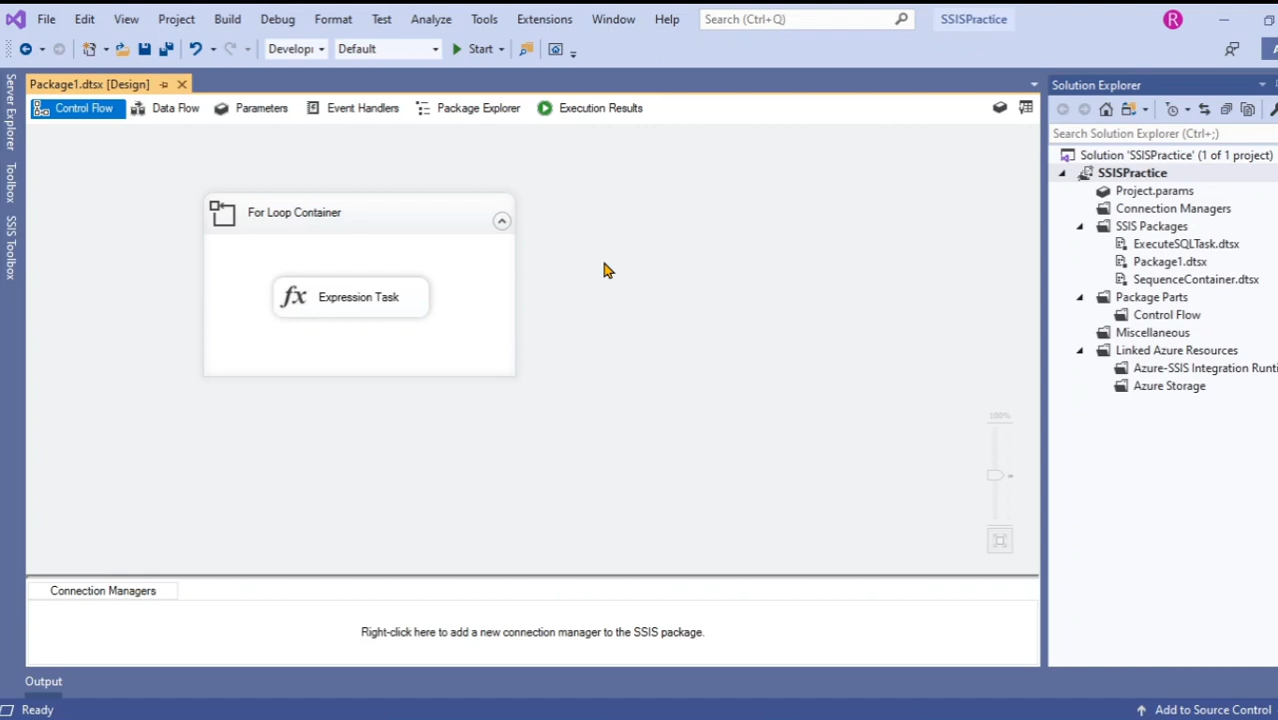 File Edit View Project Build Debug Format Test Analyze Tools Extensions Window Help Search (Ctrl+Q) SSISPractice R
Develop Default Start
Package1.dtsx [Design]
Control Flow Data Flow Parameters Event Handlers Package Explorer Execution Results
For Loop Container
fx Expression Task
100%
Connection Managers
Right-click here to add a new connection manager to the SSIS package.
Output
Ready
Server Explorer
Toolbox
SSIS Toolbox
Solution Explorer
Search Solution Explorer (Ctrl+;)
Solution 'SSISPractice' (1 of 1 project)
SSISPractice
Project.params
Connection Managers
SSIS Packages
ExecuteSQLTask.dtsx
Package1.dtsx
SequenceContainer.dtsx
Package Parts
Control Flow
Miscellaneous
Linked Azure Resources
Azure-SSIS Integration Runti
Azure Storage
Add to Source Control